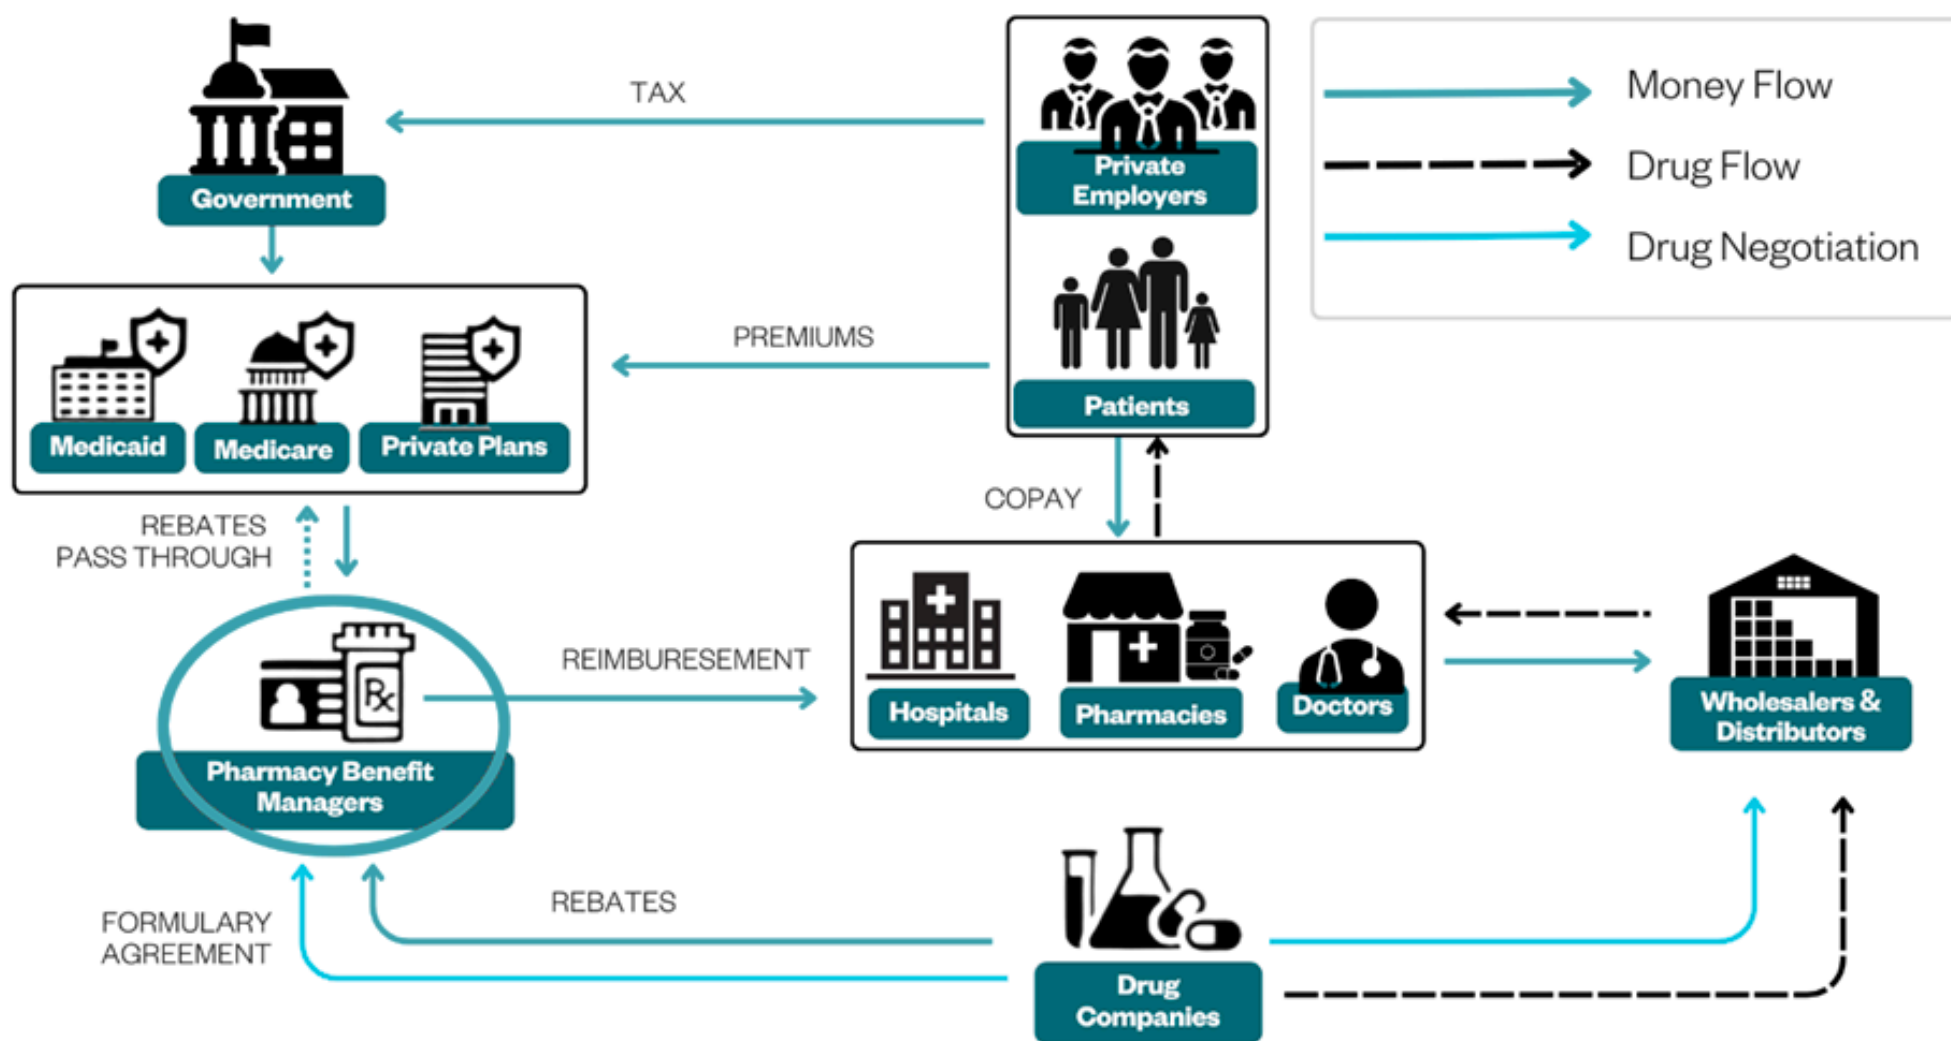 TAX
Government
Private
Employers
Money Flow
Drug Flow
Drug Negotiation
PREMIUMS
Patients
Medicaid
Medicare
Private Plans
REBATES
PASS THROUGH
COPAY
REIMBURESEMENT
Rx
Hospitals
Pharmacies
Doctors
Wholesalers &
Distributors
Pharmacy Benefit
Managers
FORMULARY
AGREEMENT
REBATES
Drug
Companies